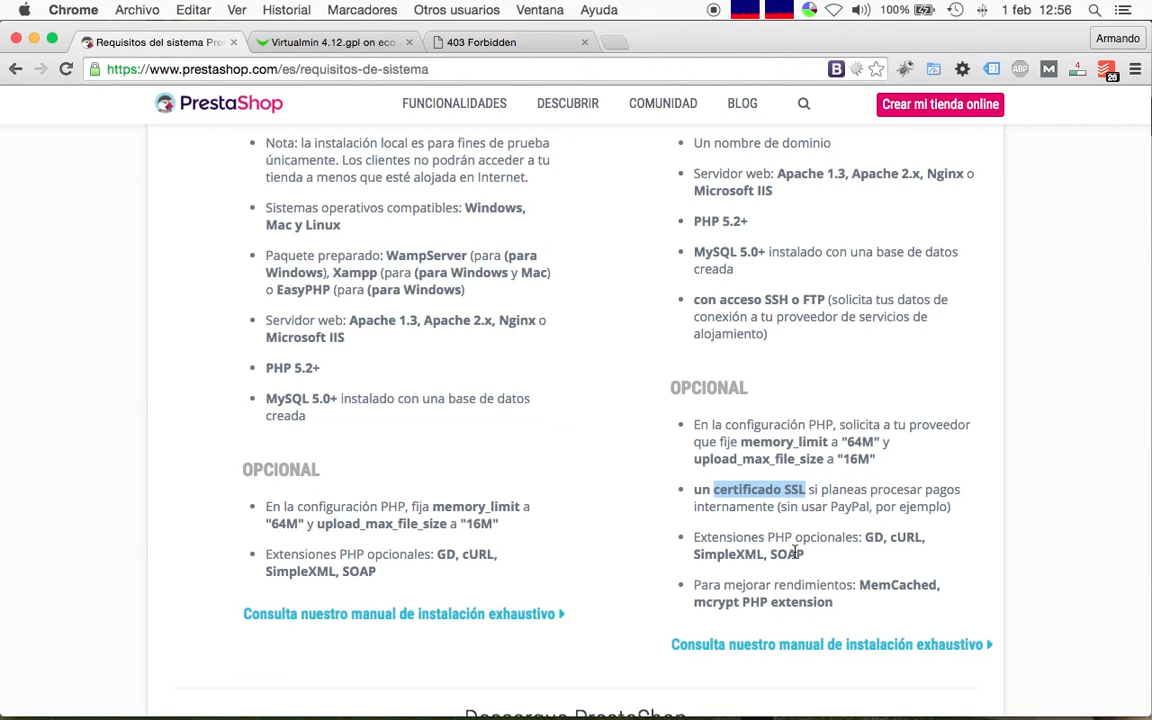 Chrome Archivo Editar Ver Historial Marcadores Otros usuarios Ventana Ayuda 100% 1 feb 12:56
Requisitos del sistema Pre
Virtualmin 4.12.gpl on eco
403 Forbidden
Armando
https://www.prestashop.com/es/requisitos-de-sistema
B ABP M 4 26
PrestaShop FUNCIONALIDADES DESCUBRIR COMUNIDAD BLOG Crear mi tienda online
Nota: la instalación local es para fines de prueba
únicamente. Los clientes no podrán acceder a tu
tienda a menos que esté alojada en Internet.
Sistemas operativos compatibles: Windows,
Mac y Linux
Paquete preparado: WampServer (para (para
Windows), Xampp (para (para Windows y Mac)
o EasyPHP (para (para Windows)
Servidor web: Apache 1.3, Apache 2.x, Nginx o
Microsoft IIS
PHP 5.2+
MySQL 5.0+ instalado con una base de datos
creada
OPCIONAL
En la configuración PHP, fija memory_limit a
"64M" y upload_max_file_size a "16M"
Extensiones PHP opcionales: GD, cURL,
SimpleXML, SOAP
Consulta nuestro manual de instalación exhaustivo
Un nombre de dominio
Servidor web: Apache 1.3, Apache 2.x, Nginx o
Microsoft IIS
PHP 5.2+
MySQL 5.0+ instalado con una base de datos
creada
con acceso SSH o FTP (solicita tus datos de
conexión a tu proveedor de servicios de
alojamiento)
OPCIONAL
En la configuración PHP, solicita a tu proveedor
que fije memory_limit a "64M" y
upload_max_file_size a "16M"
un certificado SSL si planeas procesar pagos
internamente (sin usar PayPal, por ejemplo)
Extensiones PHP opcionales: GD, cURL,
SimpleXML, SOAP
Para mejorar rendimientos: MemCached,
mcrypt PHP extension
Consulta nuestro manual de instalación exhaustivo
Descargue PrestaShop